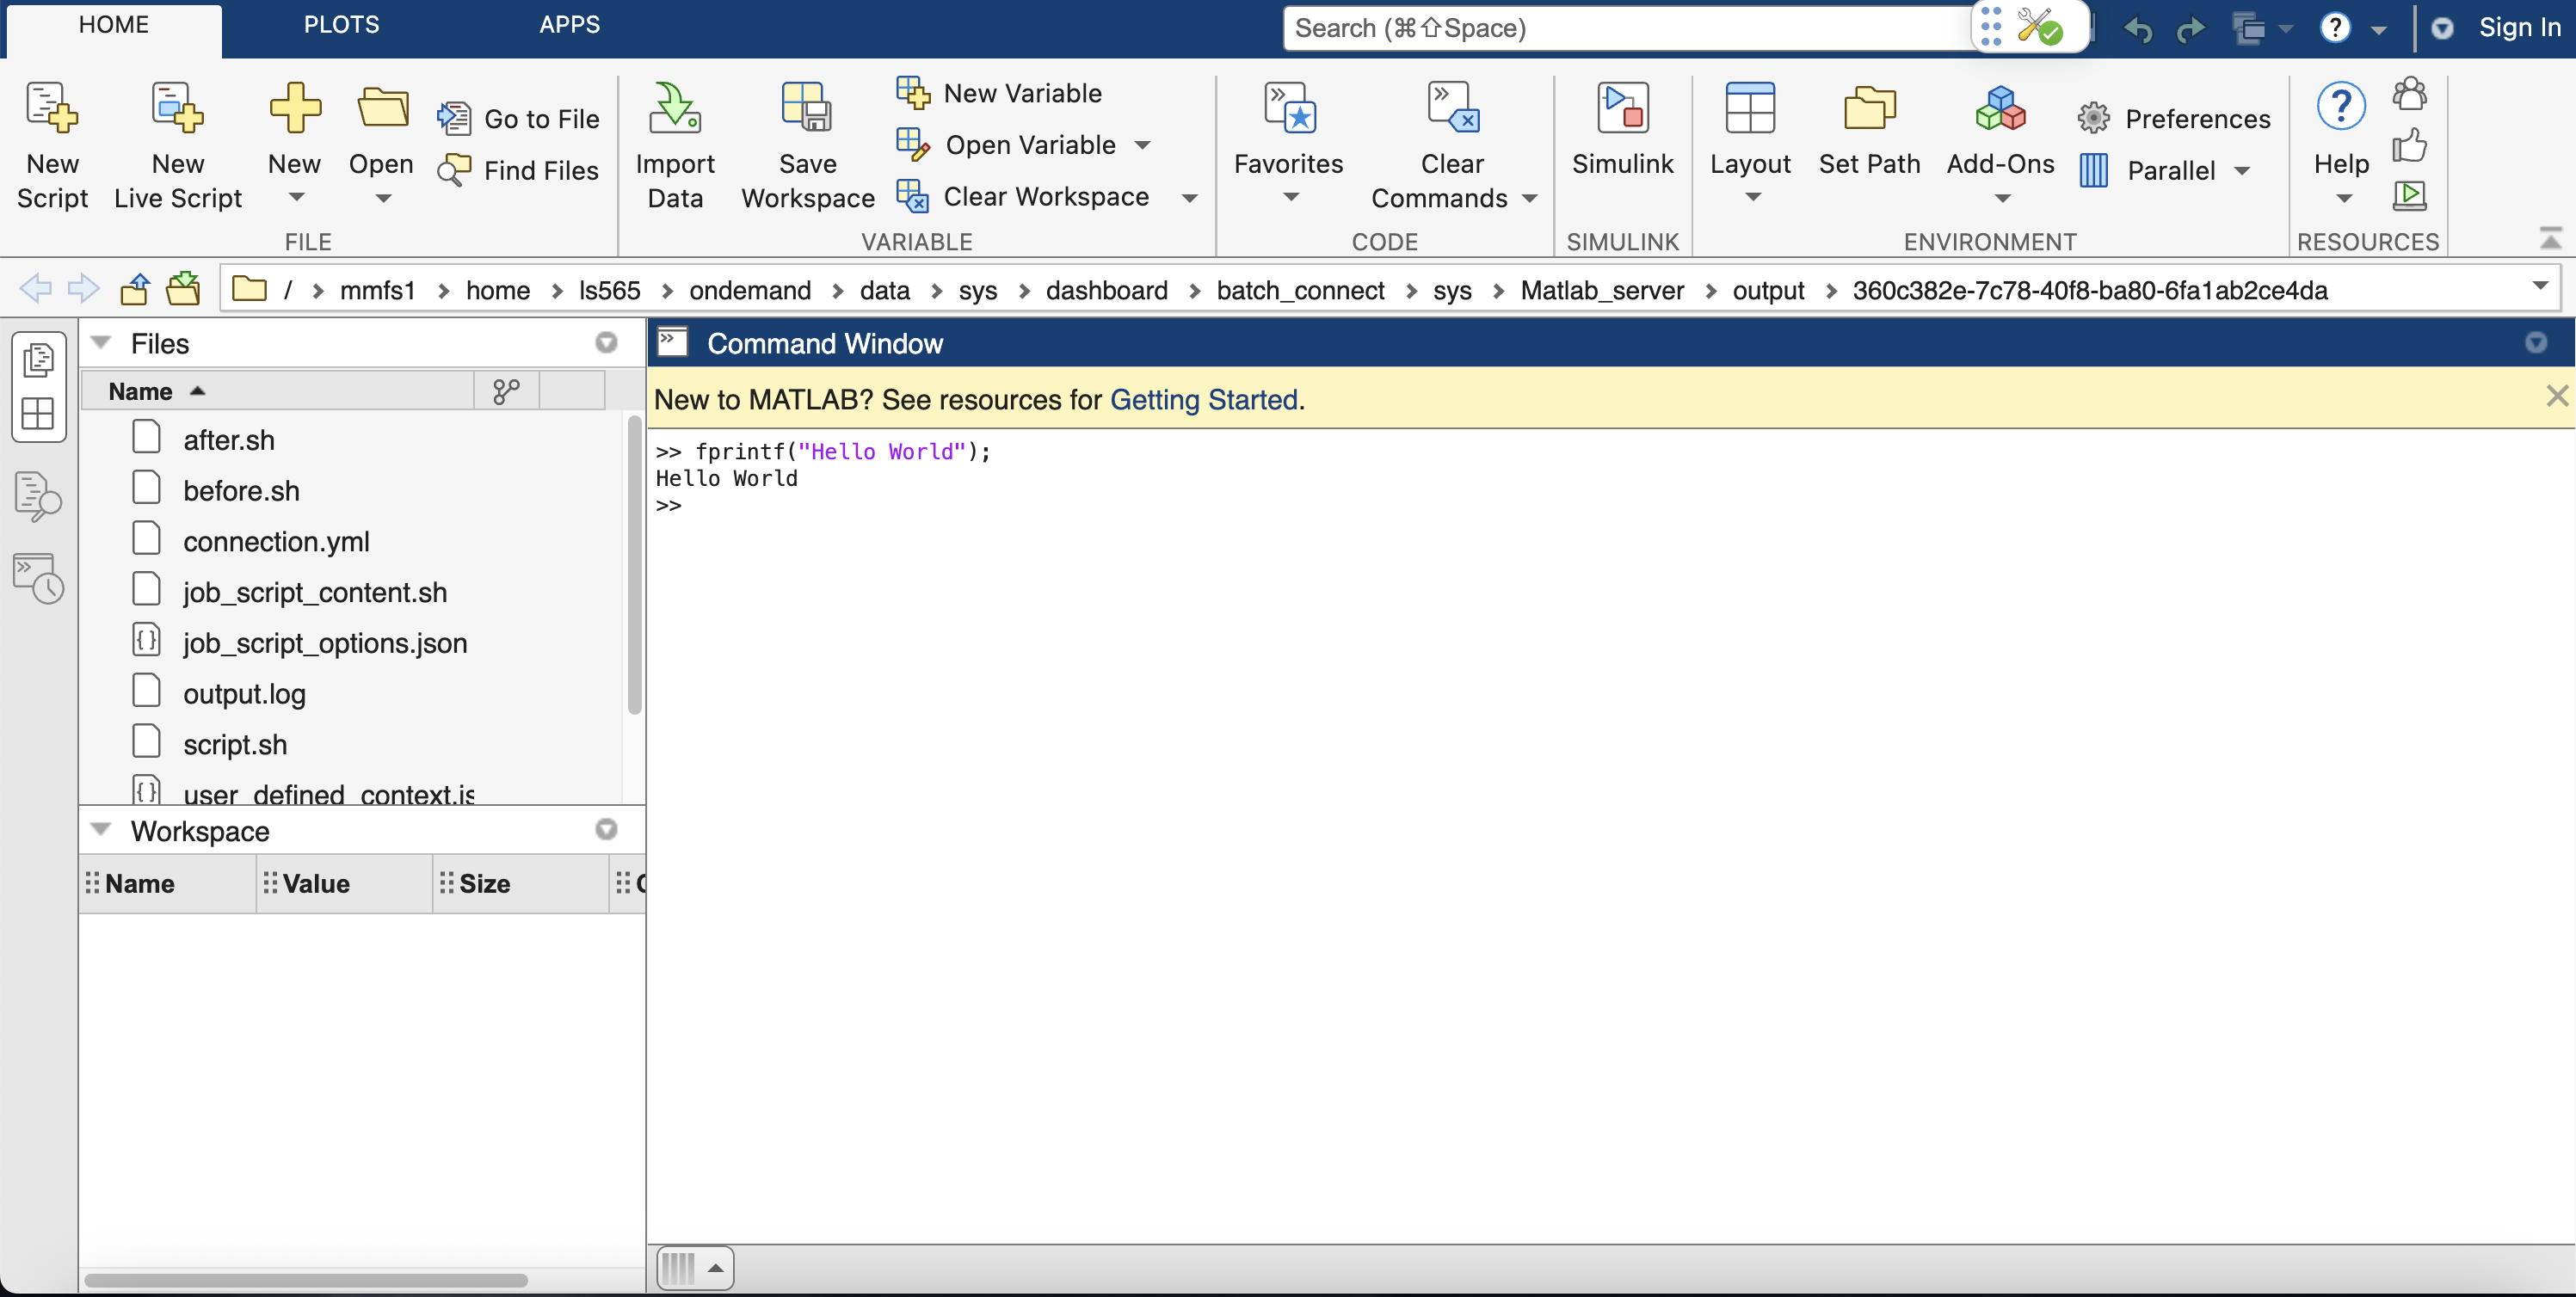 HOME PLOTS APPS Search (⌘⇧Space) Sign In
New Script
New Live Script
New
Open
Go to File
Find Files
FILE
Import Data
Save Workspace
New Variable
Open Variable
Clear Workspace
VARIABLE
Favorites
Clear Commands
CODE
Simulink
SIMULINK
Layout
Set Path
Add-Ons
Preferences
Parallel
ENVIRONMENT
Help
RESOURCES
/ › mmfs1 › home › ls565 › ondemand › data › sys › dashboard › batch_connect › sys › Matlab_server › output › 360c382e-7c78-40f8-ba80-6fa1ab2ce4da
Files
Name
after.sh
before.sh
connection.yml
job_script_content.sh
job_script_options.json
output.log
script.sh
user_defined_context.js
Workspace
Name Value Size
Command Window
New to MATLAB? See resources for Getting Started.
>> fprintf("Hello World");
Hello World
>>